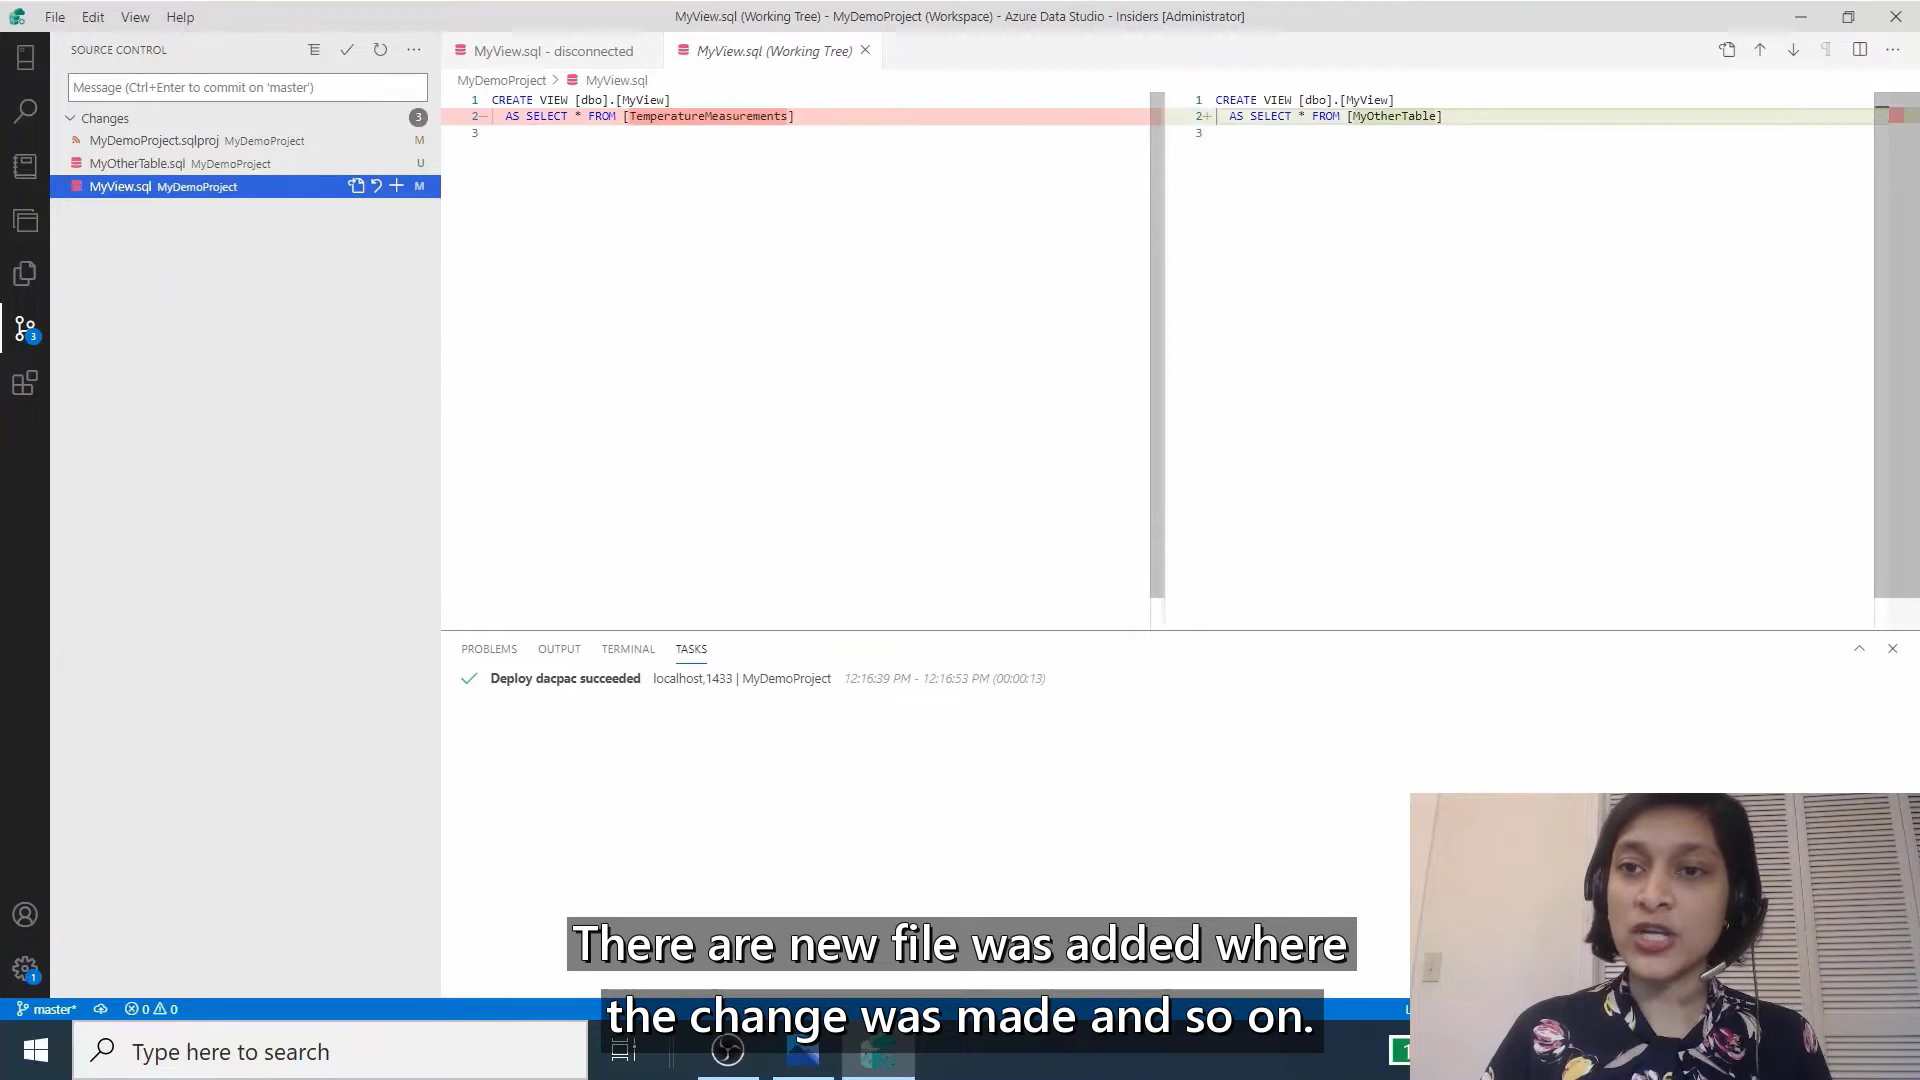 File Edit View Help
MyView.sql (Working Tree) - MyDemoProject (Workspace) - Azure Data Studio - Insiders [Administrator]
SOURCE CONTROL
Message (Ctrl+Enter to commit on 'master')
Changes 3
MyDemoProject.sqlproj MyDemoProject M
MyOtherTable.sql MyDemoProject U
MyView.sql MyDemoProject M
3
1
MyView.sql - disconnected
MyView.sql (Working Tree)
MyDemoProject > MyView.sql
1 CREATE VIEW [dbo].[MyView]
2- AS SELECT * FROM [TemperatureMeasurements]
3
1 CREATE VIEW [dbo].[MyView]
2+ AS SELECT * FROM [MyOtherTable]
3
PROBLEMS OUTPUT TERMINAL TASKS
Deploy dacpac succeeded localhost,1433 | MyDemoProject 12:16:39 PM - 12:16:53 PM (00:00:13)
There are new file was added where
the change was made and so on.
master* 0 0
Type here to search